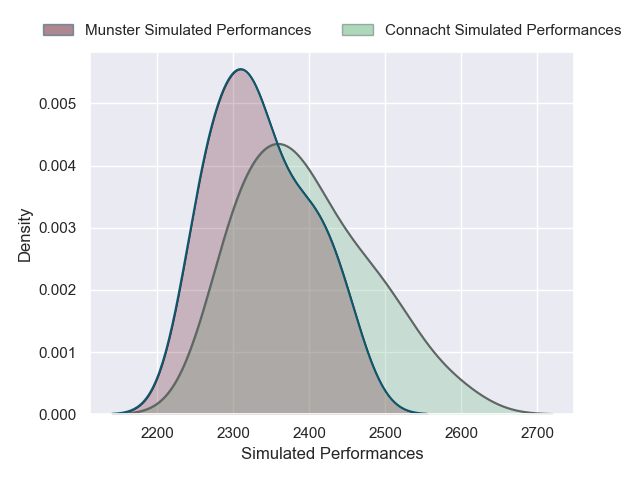 Munster Simulated Performances
Connacht Simulated Performances
0.005
0.004
0.003
0.002
0.001
0.000
Density
2200 2300 2400 2500 2600 2700
Simulated Performances